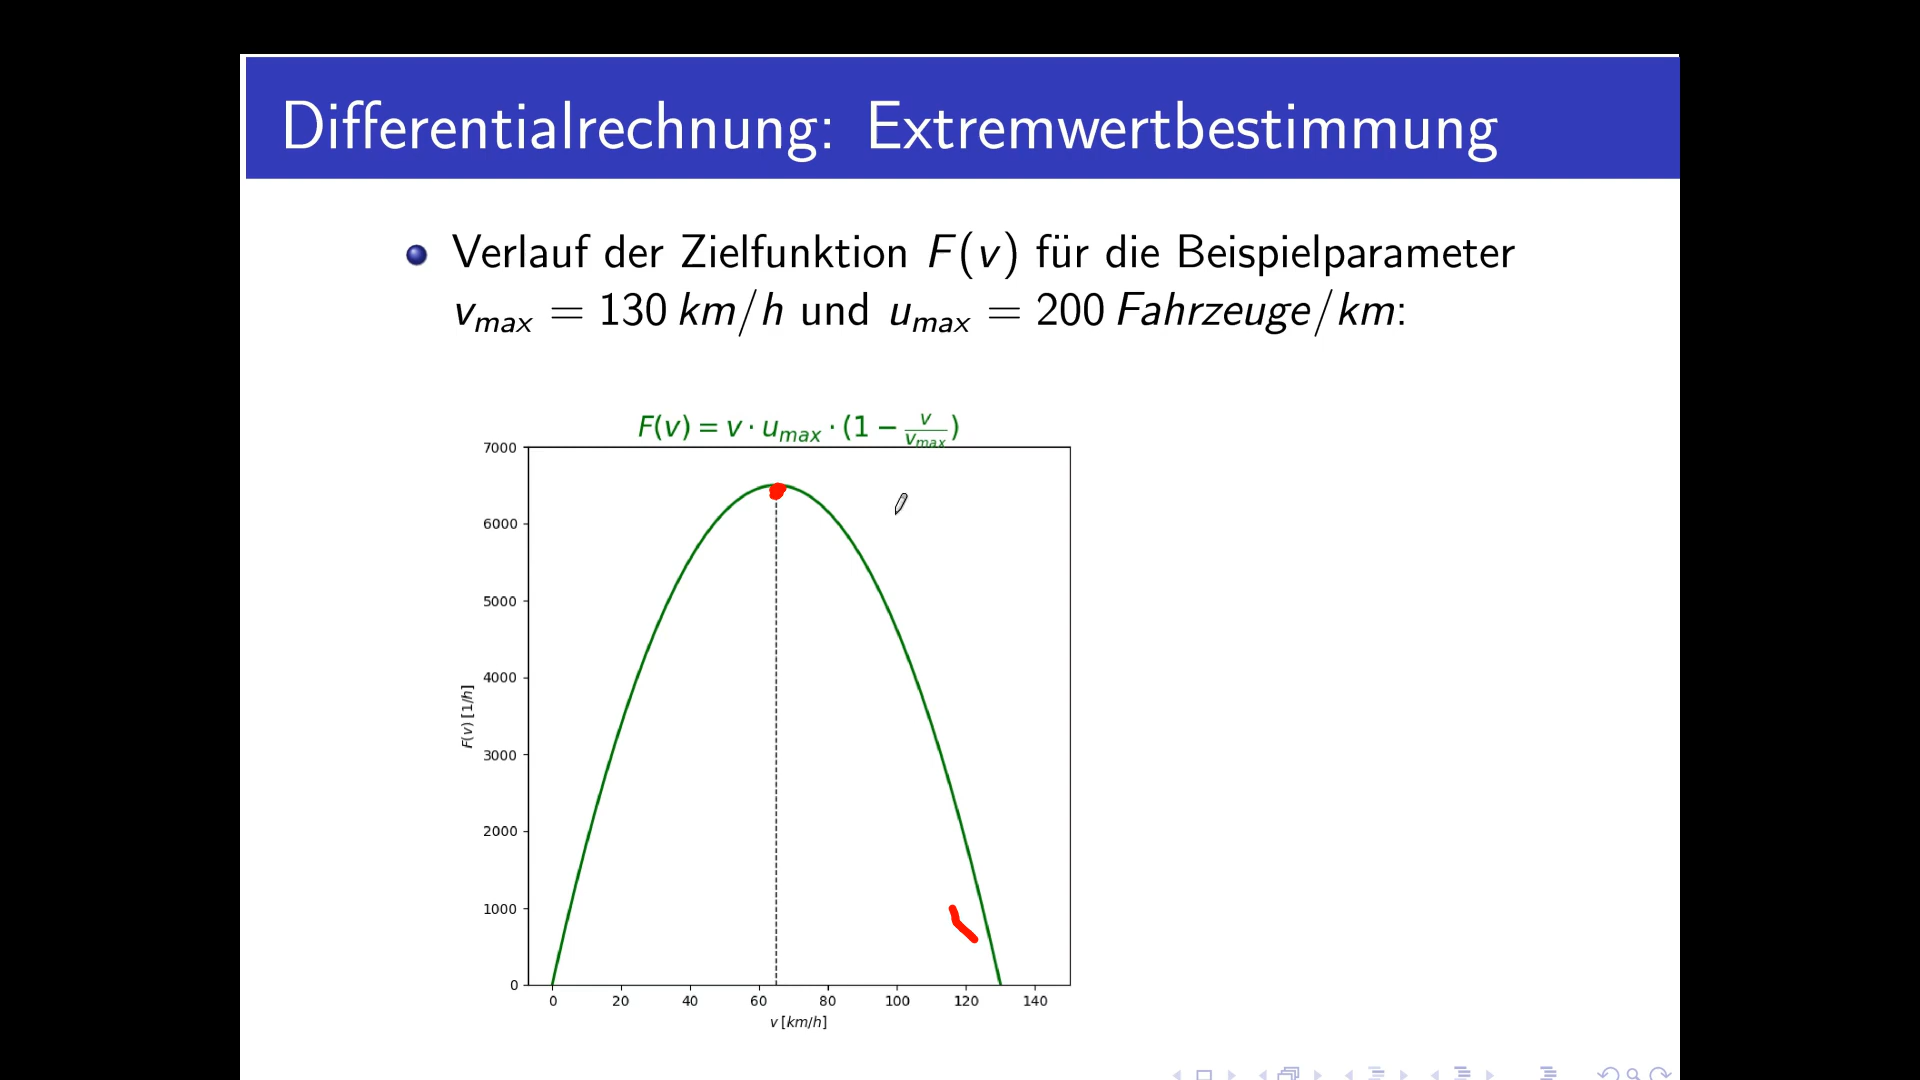 Differentialrechnung: Extremwertbestimmung
Verlauf der Zielfunktion F(v) für die Beispielparameter
v_max = 130 km/h und u_max = 200 Fahrzeuge/km:
F(v) = v · u_max · (1 − v/v_max)
7000
6000
5000
4000
3000
2000
1000
0
F(v) [1/h]
0 20 40 60 80 100 120 140
v [km/h]